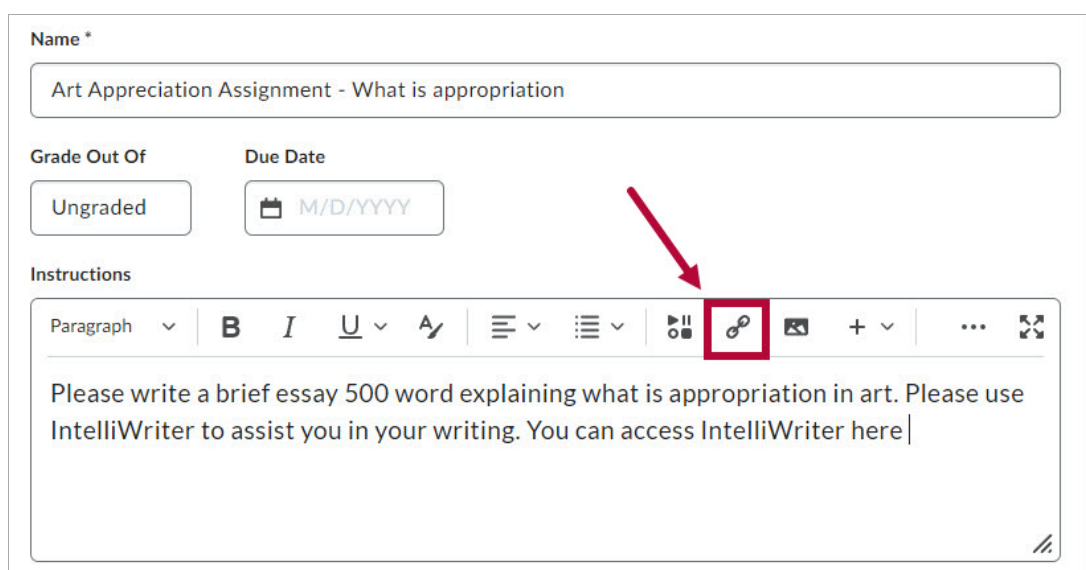 Name *
Art Appreciation Assignment - What is appropriation
Grade Out Of Due Date
Ungraded M/D/YYYY
Instructions
Paragraph B I U A + ...
Please write a brief essay 500 word explaining what is appropriation in art. Please use
IntelliWriter to assist you in your writing. You can access IntelliWriter here